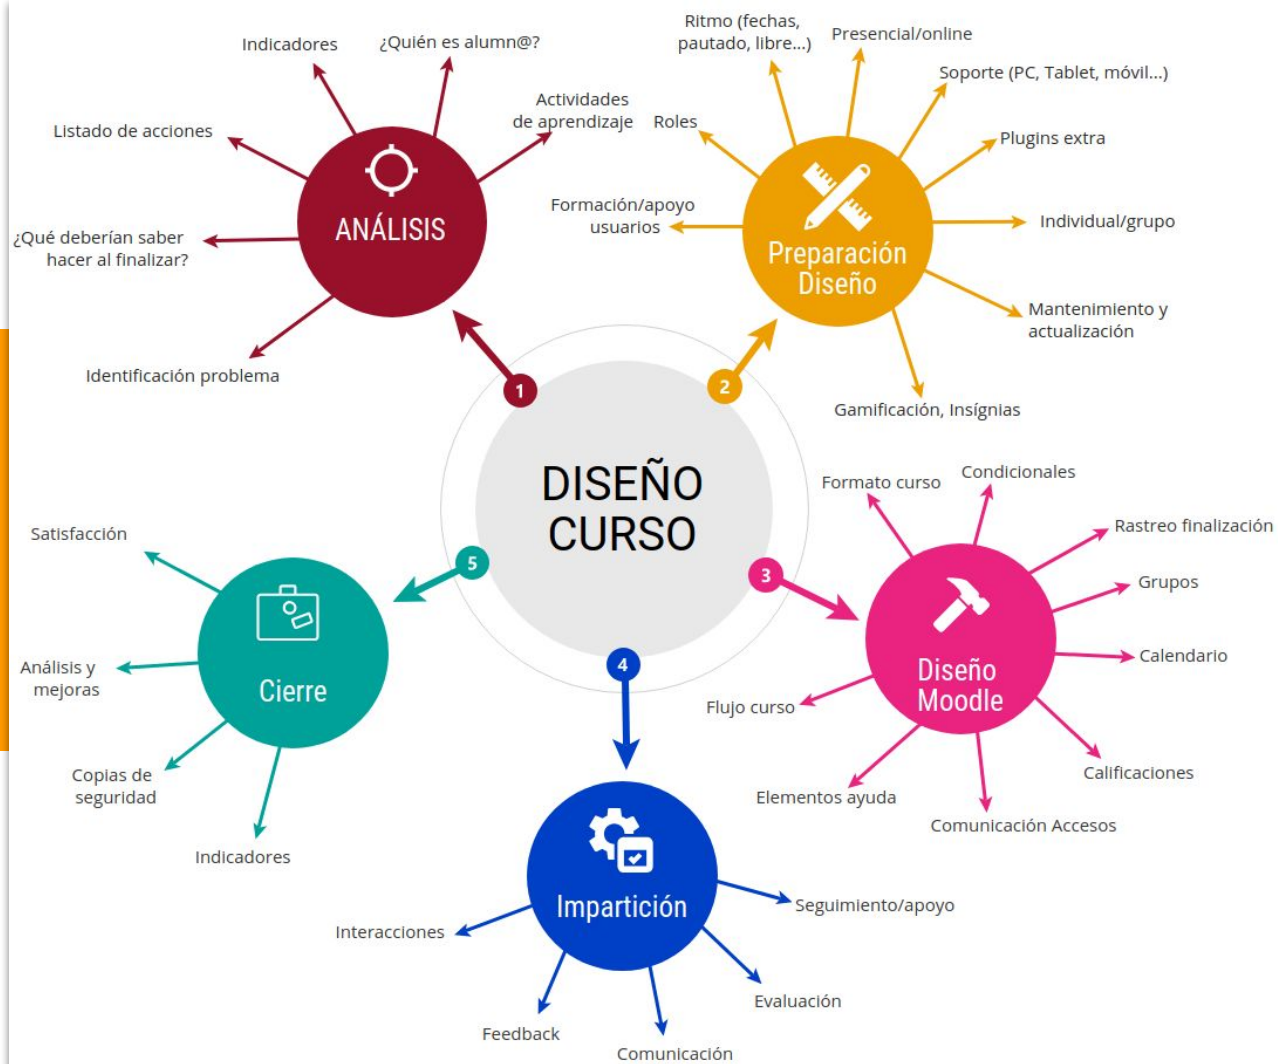 DISEÑO
CURSO
1
ANÁLISIS
Identificación problema
¿Qué deberían saber
hacer al finalizar?
Listado de acciones
Indicadores
¿Quién es alumn@?
Actividades
de aprendizaje
2
Preparación
Diseño
Formación/apoyo
usuarios
Roles
Ritmo (fechas,
pautado, libre...)
Presencial/online
Soporte (PC, Tablet, móvil...)
Plugins extra
Individual/grupo
Mantenimiento y
actualización
Gamificación, Insígnias
3
Diseño
Moodle
Formato curso
Condicionales
Rastreo finalización
Grupos
Calendario
Calificaciones
Comunicación Accesos
Elementos ayuda
Flujo curso
4
Impartición
Seguimiento/apoyo
Evaluación
Comunicación
Feedback
Interacciones
5
Cierre
Indicadores
Copias de
seguridad
Análisis y
mejoras
Satisfacción